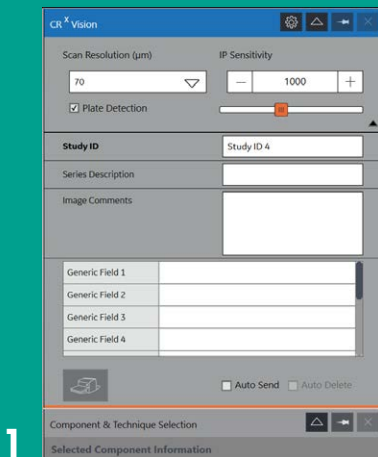 CR X Vision
Scan Resolution (µm) IP Sensitivity
70 1000
Plate Detection
Study ID Study ID 4
Series Description
Image Comments
Generic Field 1
Generic Field 2
Generic Field 3
Generic Field 4
Auto Send Auto Delete
1
Component & Technique Selection
Selected Component Information